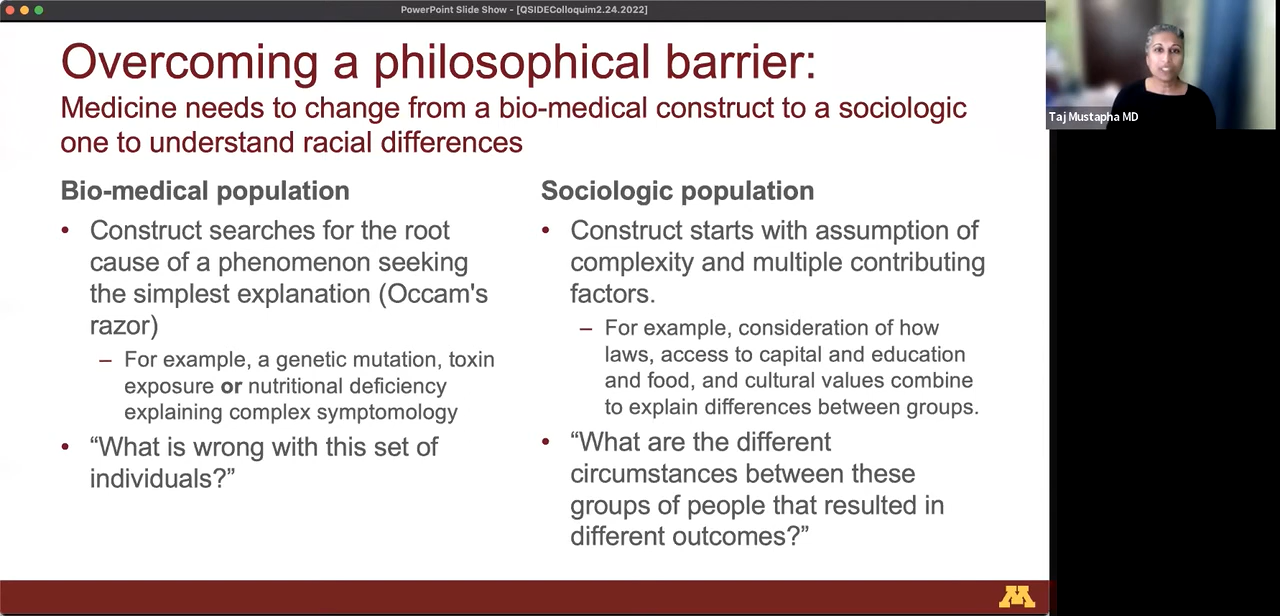 PowerPoint Slide Show - [QSIDEColloquim2.24.2022]
Overcoming a philosophical barrier:
Medicine needs to change from a bio-medical construct to a sociologic
one to understand racial differences
Bio-medical population
• Construct searches for the root
cause of a phenomenon seeking
the simplest explanation (Occam's
razor)
– For example, a genetic mutation, toxin
exposure or nutritional deficiency
explaining complex symptomology
• “What is wrong with this set of
individuals?”
Sociologic population
• Construct starts with assumption of
complexity and multiple contributing
factors.
– For example, consideration of how
laws, access to capital and education
and food, and cultural values combine
to explain differences between groups.
• “What are the different
circumstances between these
groups of people that resulted in
different outcomes?”
M
Taj Mustapha MD